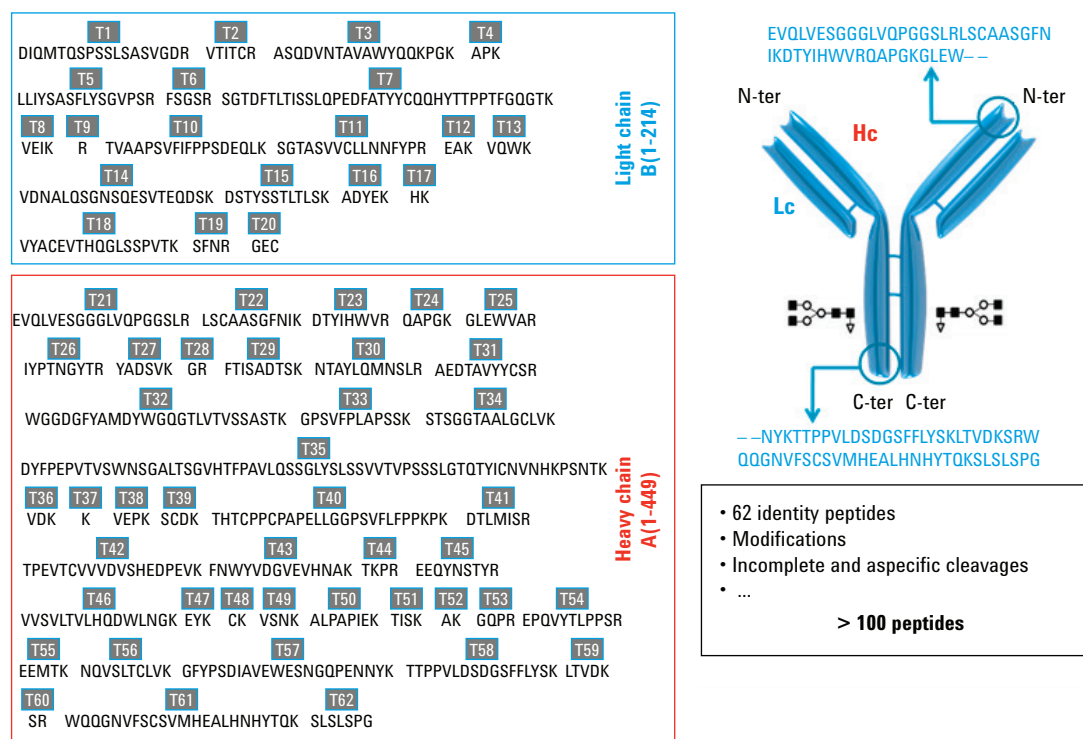 T1 T2 T3 T4
DIQMTQSPSSLSASVGDR VTITCR ASQDVNTAVAWYQQKPGK APK
T5 T6 T7
LLIYSASFLYSGVPSR FSGSR SGTDFTLTISSLQPEDFATYYCQQHYTTPPTFGQGTK
T8 T9 T10 T11 T12 T13
VEIK R TVAAPSVFIFPPSDEQLK SGTASVVCLLNNFYPR EAK VQWK
T14 T15 T16 T17
VDNALQSGNSQESVTEQDSK DSTYSSTLTLSK ADYEK HK
T18 T19 T20
VYACEVTHQGLSSPVTK SFNR GEC
Light chain
B(1-214)
T21 T22 T23 T24 T25
EVQLVESGGGLVQPGGSLR LSCAASGFNIK DTYIHWVR QAPGK GLEWVAR
T26 T27 T28 T29 T30 T31
IYPTNGYTR YADSVK GR FTISADTSK NTAYLQMNSLR AEDTAVYYCSR
T32 T33 T34
WGGDGFYAMDYWGQGTLVTVSSASTK GPSVFPLAPSSK STSGGTAALGCLVK
T35
DYFPEPVTVSWNSGALTSGVHTFPAVLQSSGLYSLSSVVTVPSSSLGTQTYICNVNHKPSNTK
T36 T37 T38 T39 T40 T41
VDK K VEPK SCDK THTCPPCPAPELLGGPSVFLFPPKPK DTLMISR
T42 T43 T44 T45
TPEVTCVVVDVSHEDPEVK FNWYVDGVEVHNAK TKPR EEQYNSTYR
T46 T47 T48 T49 T50 T51 T52 T53 T54
VVSVLTVLHQDWLNGK EYK CK VSNK ALPAPIEK TISK AK GQPR EPQVYTLPPSR
T55 T56 T57 T58 T59
EEMTK NQVSLTCLVK GFYPSDIAVEWESNGQPENNYK TTPPVLDSDGSFFLYSK LTVDK
T60 T61 T62
SR WQQGNVFSCSVMHEALHNHYTQK SLSLSPG
Heavy chain
A(1-449)
EVQLVESGGGLVQPGGSLRLSCAASGFN
IKDTYIHWVRQAPGKGLEW– –
N-ter N-ter
Hc
Lc
C-ter C-ter
– –NYKTTPPVLDSDGSFFLYSKLTVDKSRW
QQGNVFSCSVMHEALHNHYTQKSLSLSPG
• 62 identity peptides
• Modifications
• Incomplete and aspecific cleavages
• ...
> 100 peptides